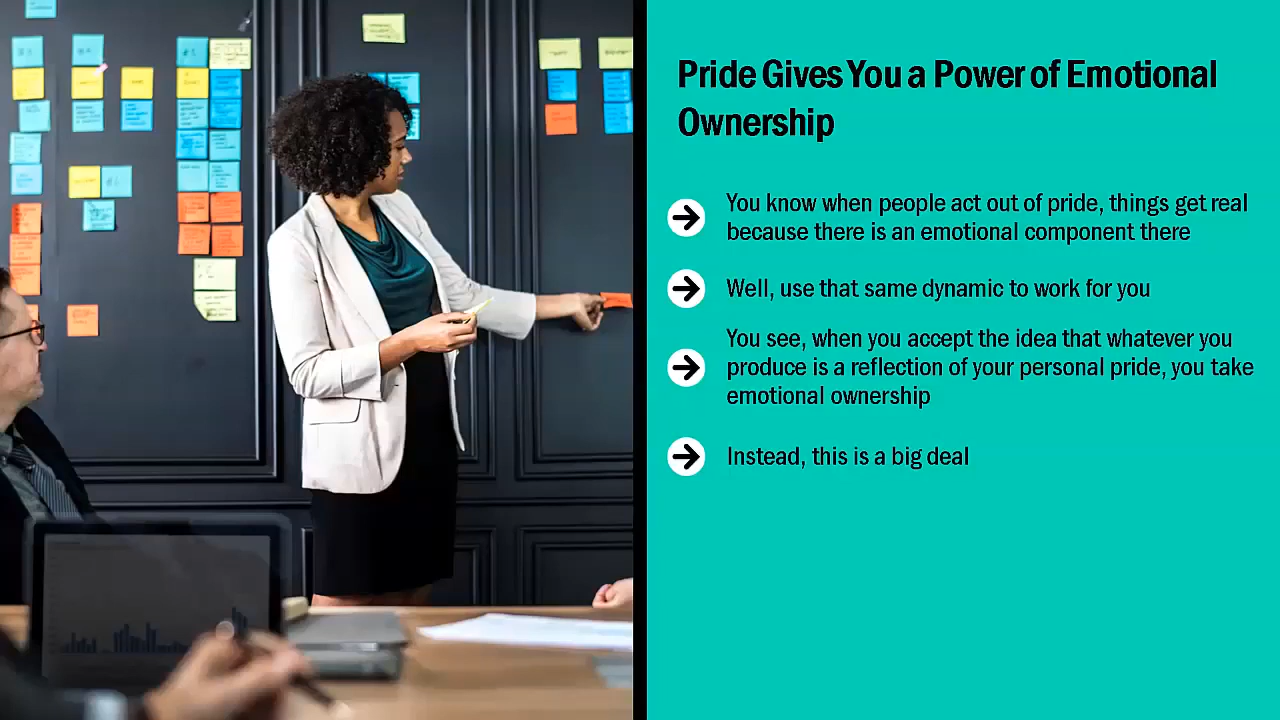 Pride Gives You a Power of Emotional
Ownership
You know when people act out of pride, things get real
because there is an emotional component there
Well, use that same dynamic to work for you
You see, when you accept the idea that whatever you
produce is a reflection of your personal pride, you take
emotional ownership
Instead, this is a big deal